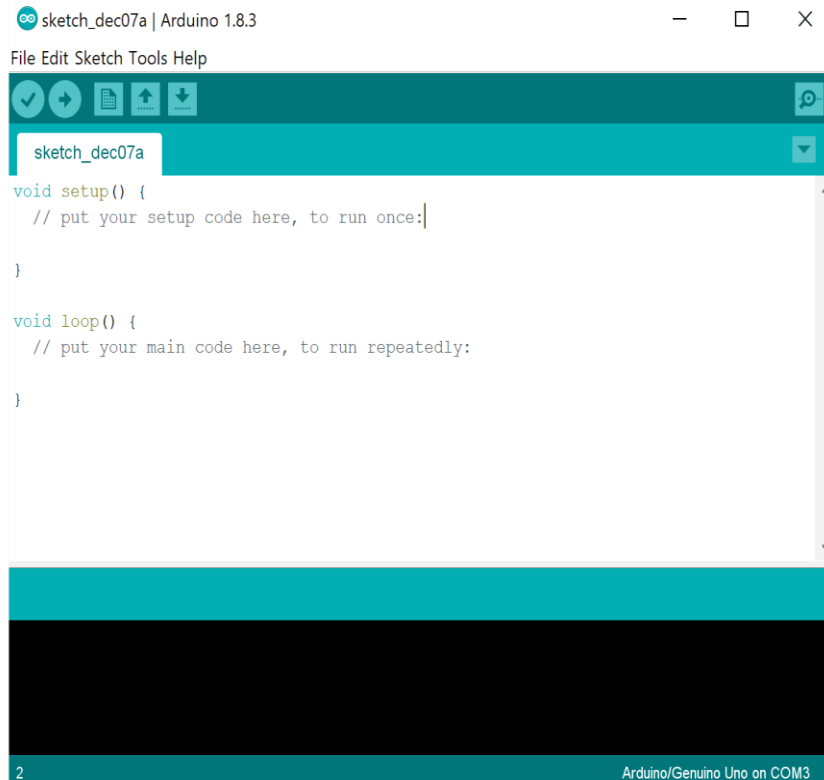 sketch_dec07a | Arduino 1.8.3
File Edit Sketch Tools Help
sketch_dec07a
void setup() {
  // put your setup code here, to run once:
}
void loop() {
  // put your main code here, to run repeatedly:
}
2
Arduino/Genuino Uno on COM3